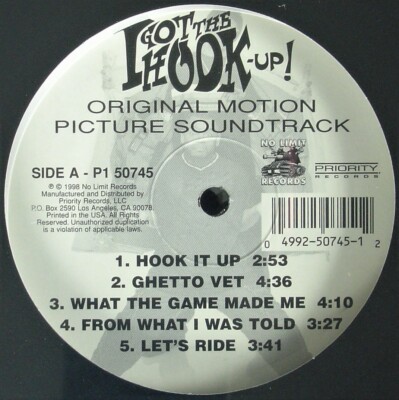 I GOT THE
HOOK-UP!
ORIGINAL MOTION
PICTURE SOUNDTRACK
SIDE A - P1 50745
℗ © 1998 No Limit Records
Manufactured and Distributed by
Priority Records, LLC
P.O. Box 2590 Los Angeles, CA 90078.
Printed in the USA. All Rights
Reserved. Unauthorized duplication
is a violation of applicable laws.
NO LIMIT
RECORDS
PRIORITY
RECORDS
0 4992-50745-1 2
1. HOOK IT UP 2:53
2. GHETTO VET 4:36
3. WHAT THE GAME MADE ME 4:10
4. FROM WHAT I WAS TOLD 3:27
5. LET'S RIDE 3:41